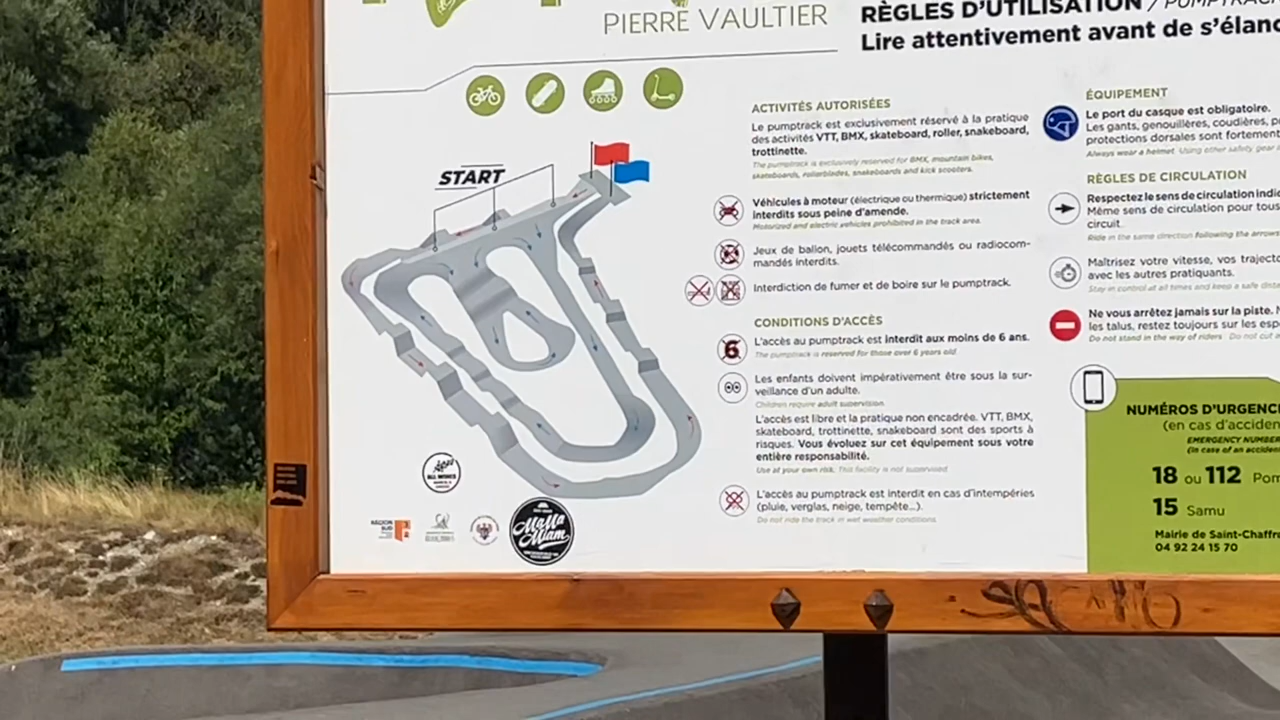 PIERRE VAULTIER
RÈGLES D'UTILISATION / PUMPTRACK
Lire attentivement avant de s'élanc
START
ACTIVITÉS AUTORISÉES
Le pumptrack est exclusivement réservé à la pratique
des activités VTT, BMX, skateboard, roller, snakeboard,
trottinette.
The pumptrack is exclusively reserved for BMX, mountain bikes,
skateboards, rollerblades, snakeboards and kick scooters.
Véhicules à moteur (électrique ou thermique) strictement
interdits sous peine d'amende.
Motorized and electric vehicles prohibited in the track area.
Jeux de ballon, jouets télécommandés ou radiocom-
mandés interdits.
Interdiction de fumer et de boire sur le pumptrack.
CONDITIONS D'ACCÈS
6
L'accès au pumptrack est interdit aux moins de 6 ans.
The pumptrack is reserved for those over 6 years old
Les enfants doivent impérativement être sous la sur-
veillance d'un adulte.
Children require adult supervision.
L'accès est libre et la pratique non encadrée. VTT, BMX,
skateboard, trottinette, snakeboard sont des sports à
risques. Vous évoluez sur cet équipement sous votre
entière responsabilité.
Use at your own risk. This facility is not supervised.
L'accès au pumptrack est interdit en cas d'intempéries
(pluie, verglas, neige, tempête...).
Do not ride the track in wet weather conditions.
ÉQUIPEMENT
Le port du casque est obligatoire.
Les gants, genouillères, coudières, p
protections dorsales sont fortement
Always wear a helmet. Using other safety gear
RÈGLES DE CIRCULATION
Respectez le sens de circulation indi
Même sens de circulation pour tous
circuit.
Ride in the same direction following the arrows
Maîtrisez votre vitesse, vos trajecto
avec les autres pratiquants.
Stay in control at all times and keep a safe dista
Ne vous arrêtez jamais sur la piste.
les talus, restez toujours sur les esp
Do not stand in the way of riders Do not cut
NUMÉROS D'URGENC
(en cas d'acciden
EMERGENCY NUMBER
(in case of an accident
18 ou 112 Pom
15 Samu
Mairie de Saint-Chaffr
04 92 24 15 70
ALL WINES
RÉGION
SUD
MaMa
Miam